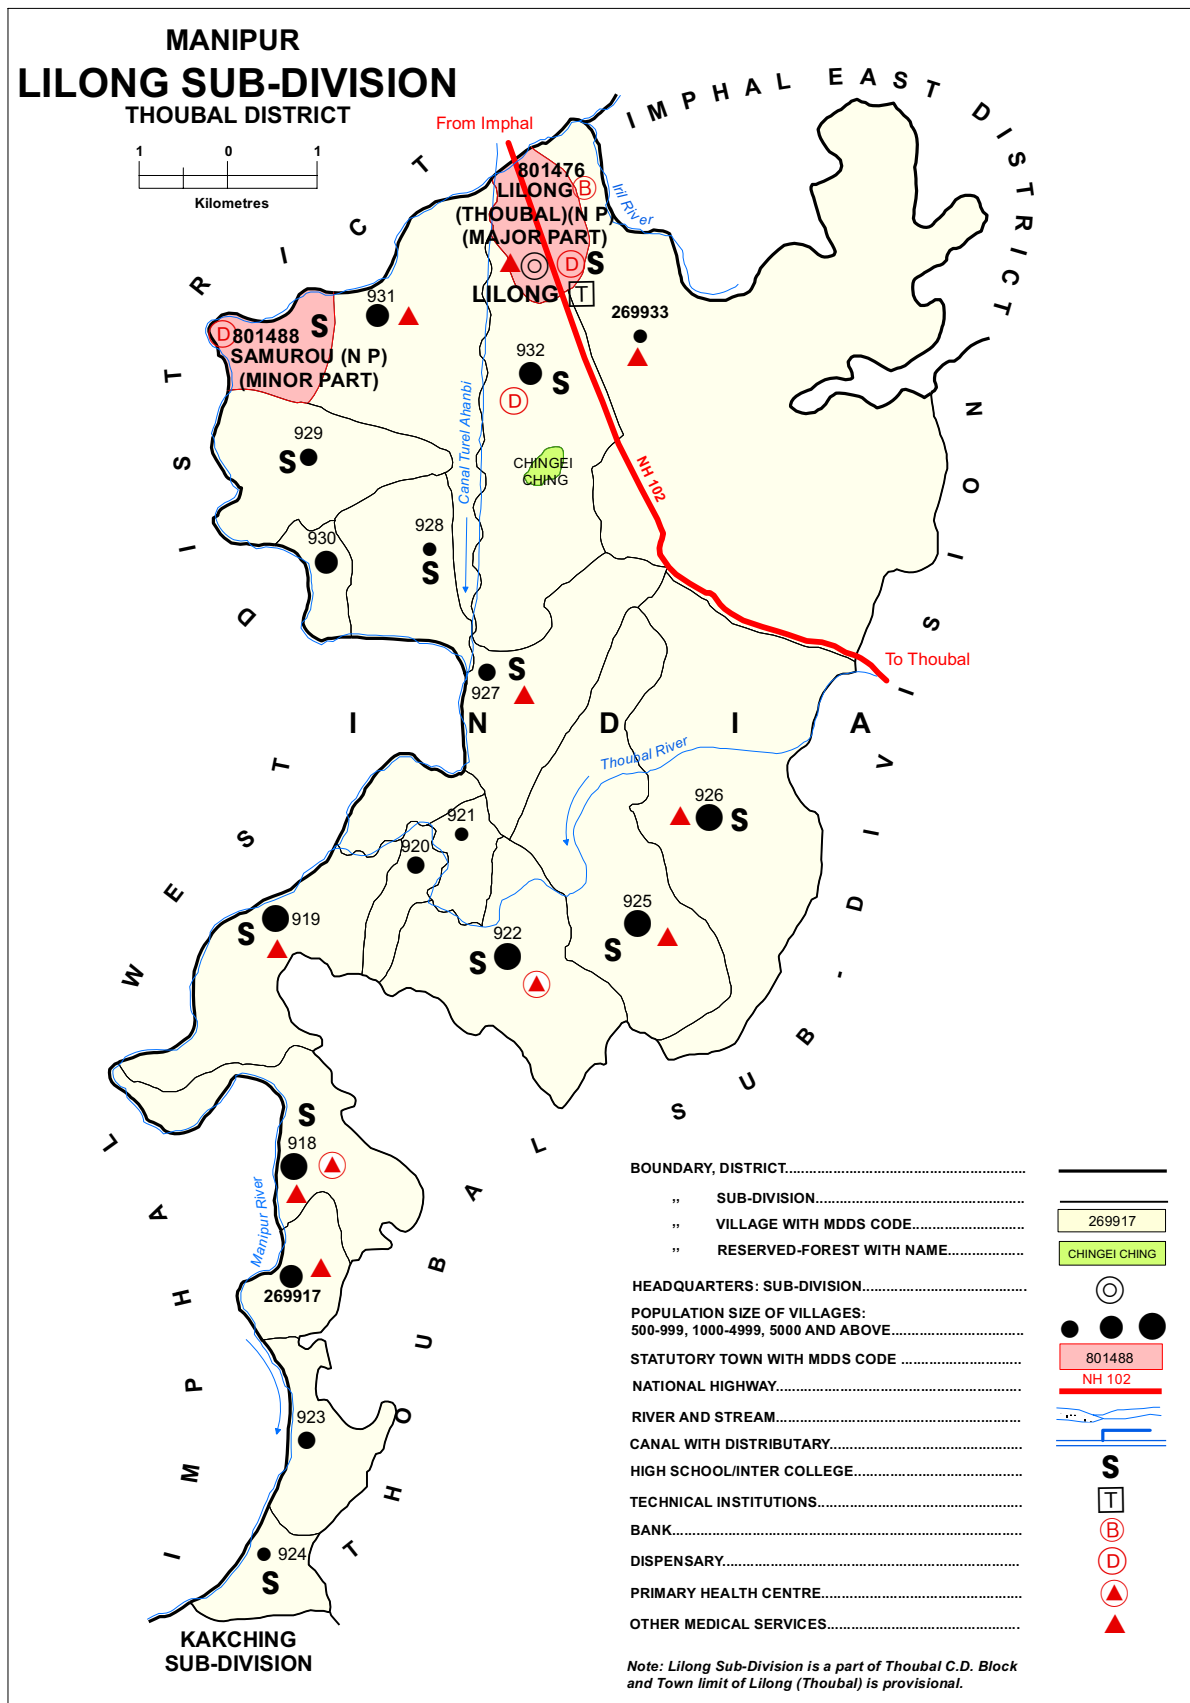 MANIPUR
LILONG SUB-DIVISION
THOUBAL DISTRICT
1 0 1
Kilometres
IMPHAL EAST DISTRICT
IMPHAL WEST DISTRICT
THOUBAL SUB-DIVISION
INDIA
From Imphal
801476
B
LILONG
(THOUBAL)(N P)
(MAJOR PART)
D S
LILONG T
Iril River
269933
931
D 801488 S
SAMUROU (N P)
(MINOR PART)
932
S
D
929
S
Canal Turel Ahanbi
CHINGEI
CHING
NH 102
928
S
930
To Thoubal
S
927
Thoubal River
926
S
921
920
919
S
925
S
922
S
S
918
Manipur River
269917
923
924
S
KAKCHING
SUB-DIVISION
BOUNDARY, DISTRICT
,, SUB-DIVISION
,, VILLAGE WITH MDDS CODE 269917
,, RESERVED-FOREST WITH NAME CHINGEI CHING
HEADQUARTERS: SUB-DIVISION
POPULATION SIZE OF VILLAGES:
500-999, 1000-4999, 5000 AND ABOVE
STATUTORY TOWN WITH MDDS CODE 801488
NATIONAL HIGHWAY NH 102
RIVER AND STREAM
CANAL WITH DISTRIBUTARY
HIGH SCHOOL/INTER COLLEGE S
TECHNICAL INSTITUTIONS T
BANK B
DISPENSARY D
PRIMARY HEALTH CENTRE
OTHER MEDICAL SERVICES
Note: Lilong Sub-Division is a part of Thoubal C.D. Block
and Town limit of Lilong (Thoubal) is provisional.